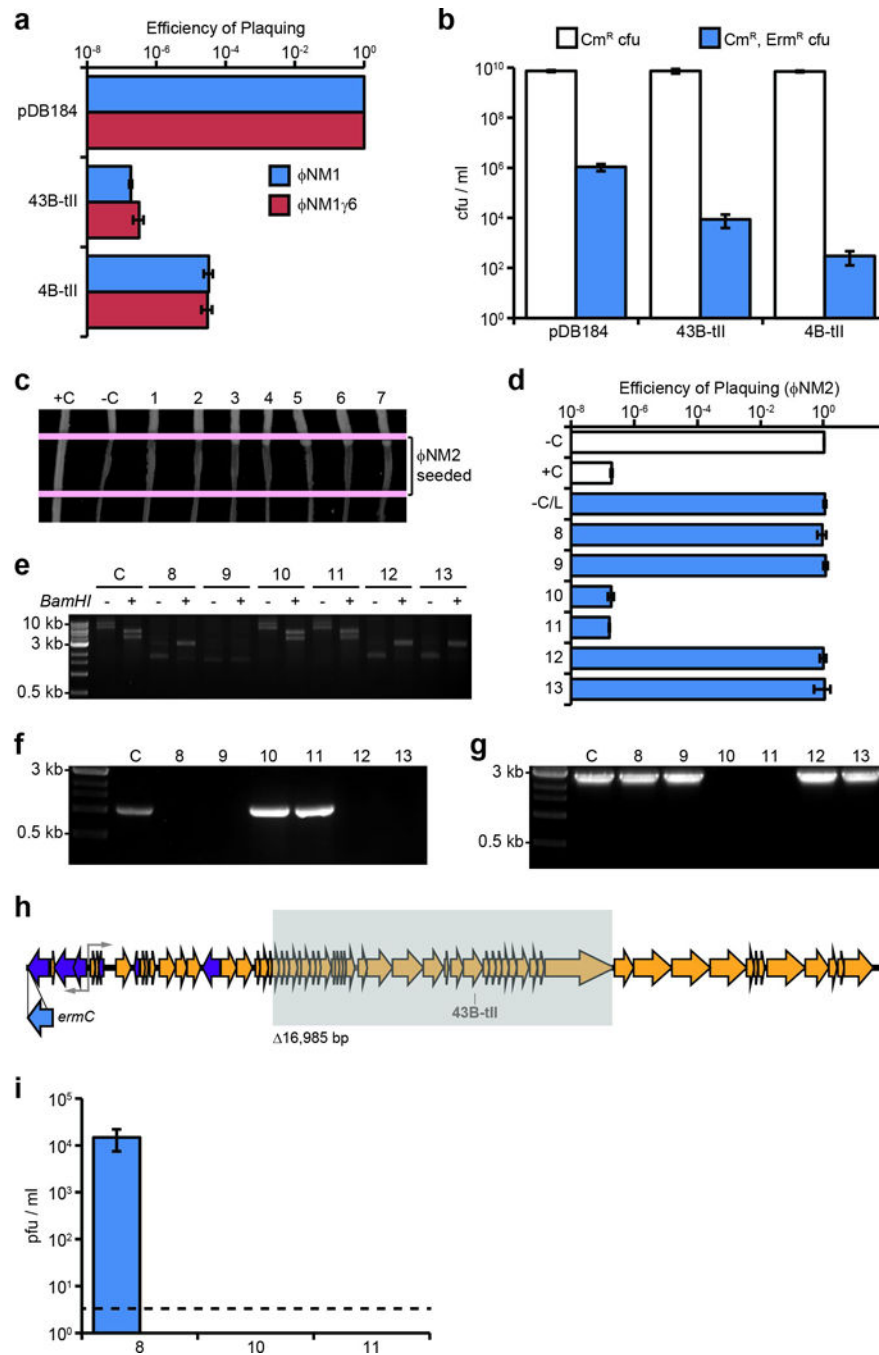 a
Efficiency of Plaquing
10-8 10-6 10-4 10-2 100
pDB184
43B-tII
4B-tII
ϕNM1
ϕNM1γ6
b
CmR cfu
CmR, ErmR cfu
1010
108
106
104
102
100
cfu / ml
pDB184 43B-tII 4B-tII
c
+C -C 1 2 3 4 5 6 7
ϕNM2
seeded
d
Efficiency of Plaquing (ϕNM2)
10-8 10-6 10-4 10-2 100
-C
+C
-C/L
8
9
10
11
12
13
e
C 8 9 10 11 12 13
BamHI - + - + - + - + - + - + - +
10 kb
3 kb
0.5 kb
f
C 8 9 10 11 12 13
3 kb
0.5 kb
g
C 8 9 10 11 12 13
3 kb
0.5 kb
h
ermC
43B-tII
Δ16,985 bp
i
105
104
103
102
101
100
pfu / ml
8 10 11